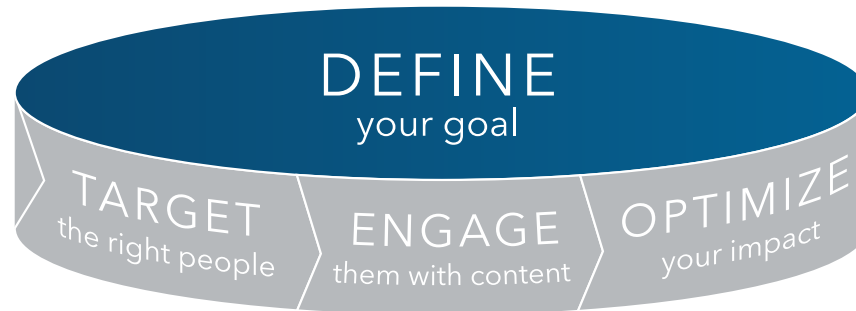 DEFINE
your goal
TARGET
the right people
ENGAGE
them with content
OPTIMIZE
your impact